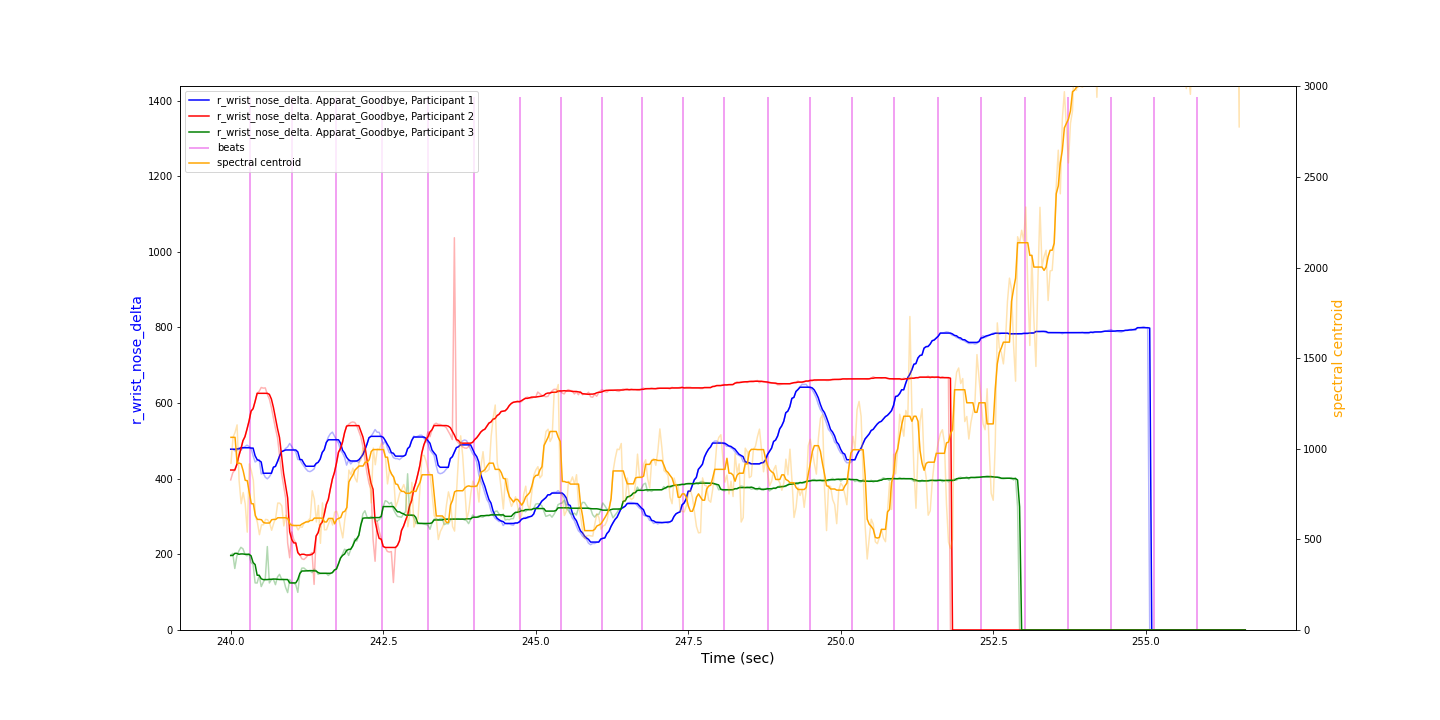 r_wrist_nose_delta. Apparat_Goodbye, Participant 1
r_wrist_nose_delta. Apparat_Goodbye, Participant 2
r_wrist_nose_delta. Apparat_Goodbye, Participant 3
beats
spectral centroid
r_wrist_nose_delta
1400
1200
1000
800
600
400
200
0
3000
2500
2000
1500
1000
500
0
spectral centroid
240.0 242.5 245.0 247.5 250.0 252.5 255.0
Time (sec)